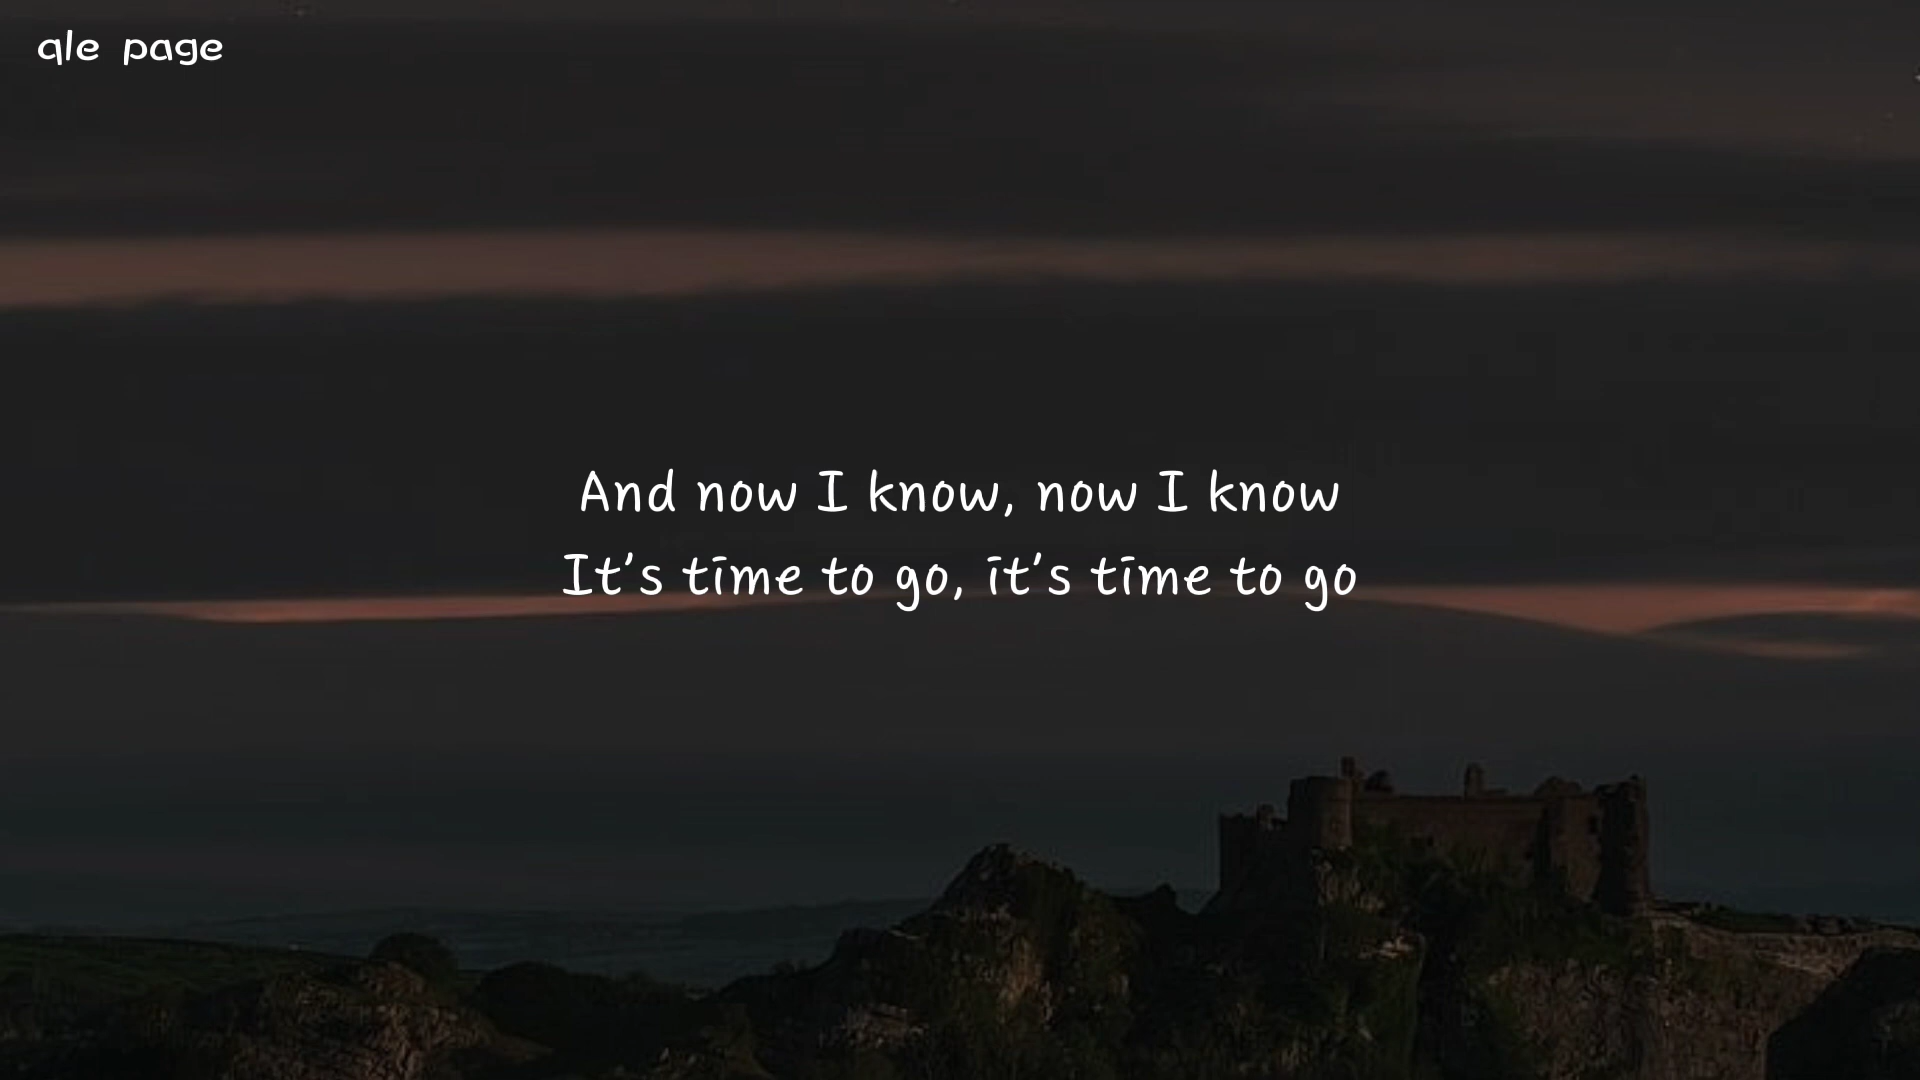 qle page
And now I know, now I know
It's time to go, it's time to go